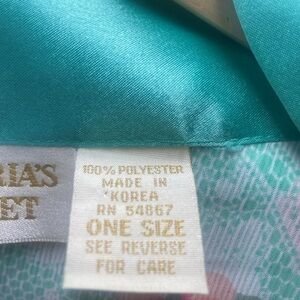 RIA'S
ET
100% POLYESTER
MADE IN
KOREA
RN 54867
ONE SIZE
SEE REVERSE
FOR CARE